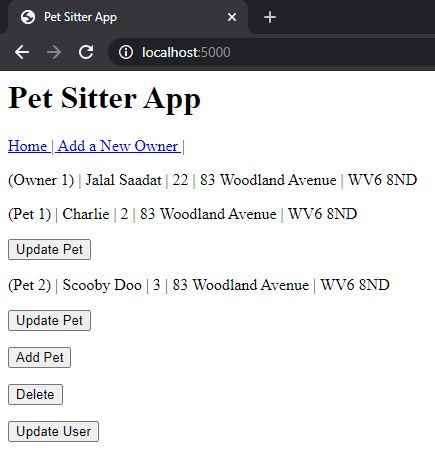 Pet Sitter App
localhost:5000
Pet Sitter App
Home | Add a New Owner |
(Owner 1) | Jalal Saadat | 22 | 83 Woodland Avenue | WV6 8ND
(Pet 1) | Charlie | 2 | 83 Woodland Avenue | WV6 8ND
Update Pet
(Pet 2) | Scooby Doo | 3 | 83 Woodland Avenue | WV6 8ND
Update Pet
Add Pet
Delete
Update User